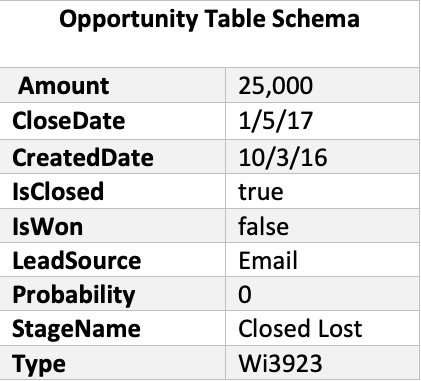 Opportunity Table Schema
Amount 25,000
CloseDate 1/5/17
CreatedDate 10/3/16
IsClosed true
IsWon false
LeadSource Email
Probability 0
StageName Closed Lost
Type Wi3923